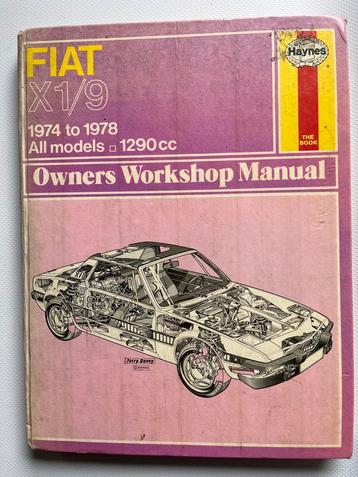 FIAT
X1/9
1974 to 1978
All models □ 1290 cc
Haynes
THE
BOOK
Owners Workshop Manual
Terry Davey